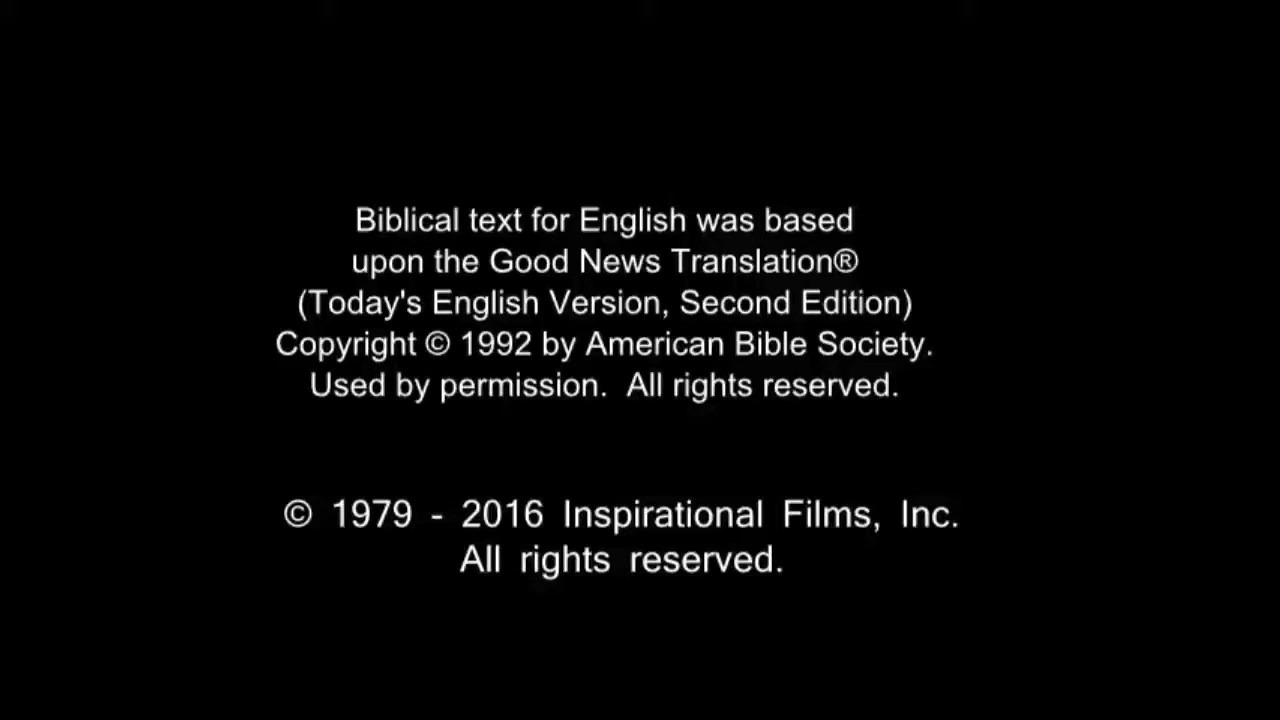 Biblical text for English was based
upon the Good News Translation®
(Today's English Version, Second Edition)
Copyright © 1992 by American Bible Society.
Used by permission.  All rights reserved.
© 1979 - 2016 Inspirational Films, Inc.
All rights reserved.